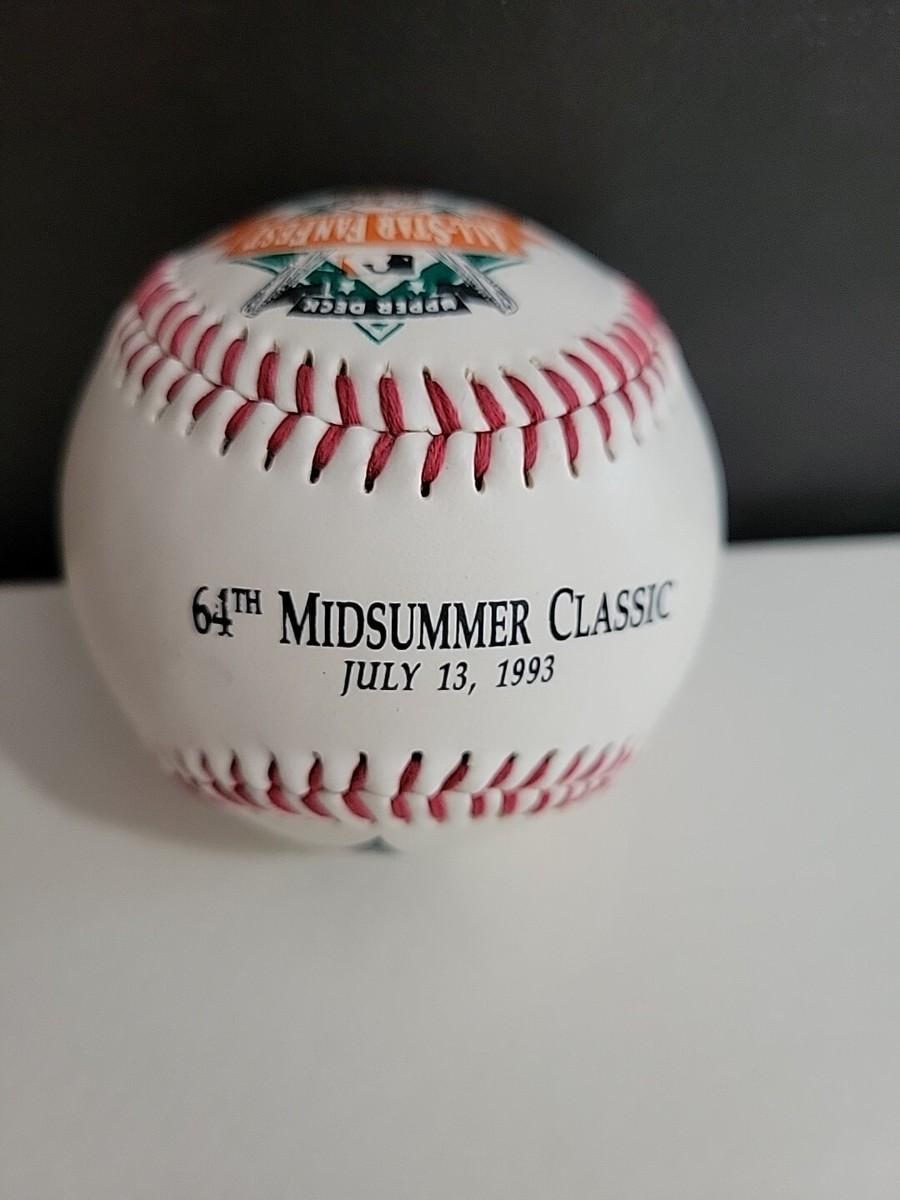 UPPER DECK
ALL-STAR FANFEST
64TH MIDSUMMER CLASSIC
JULY 13, 1993